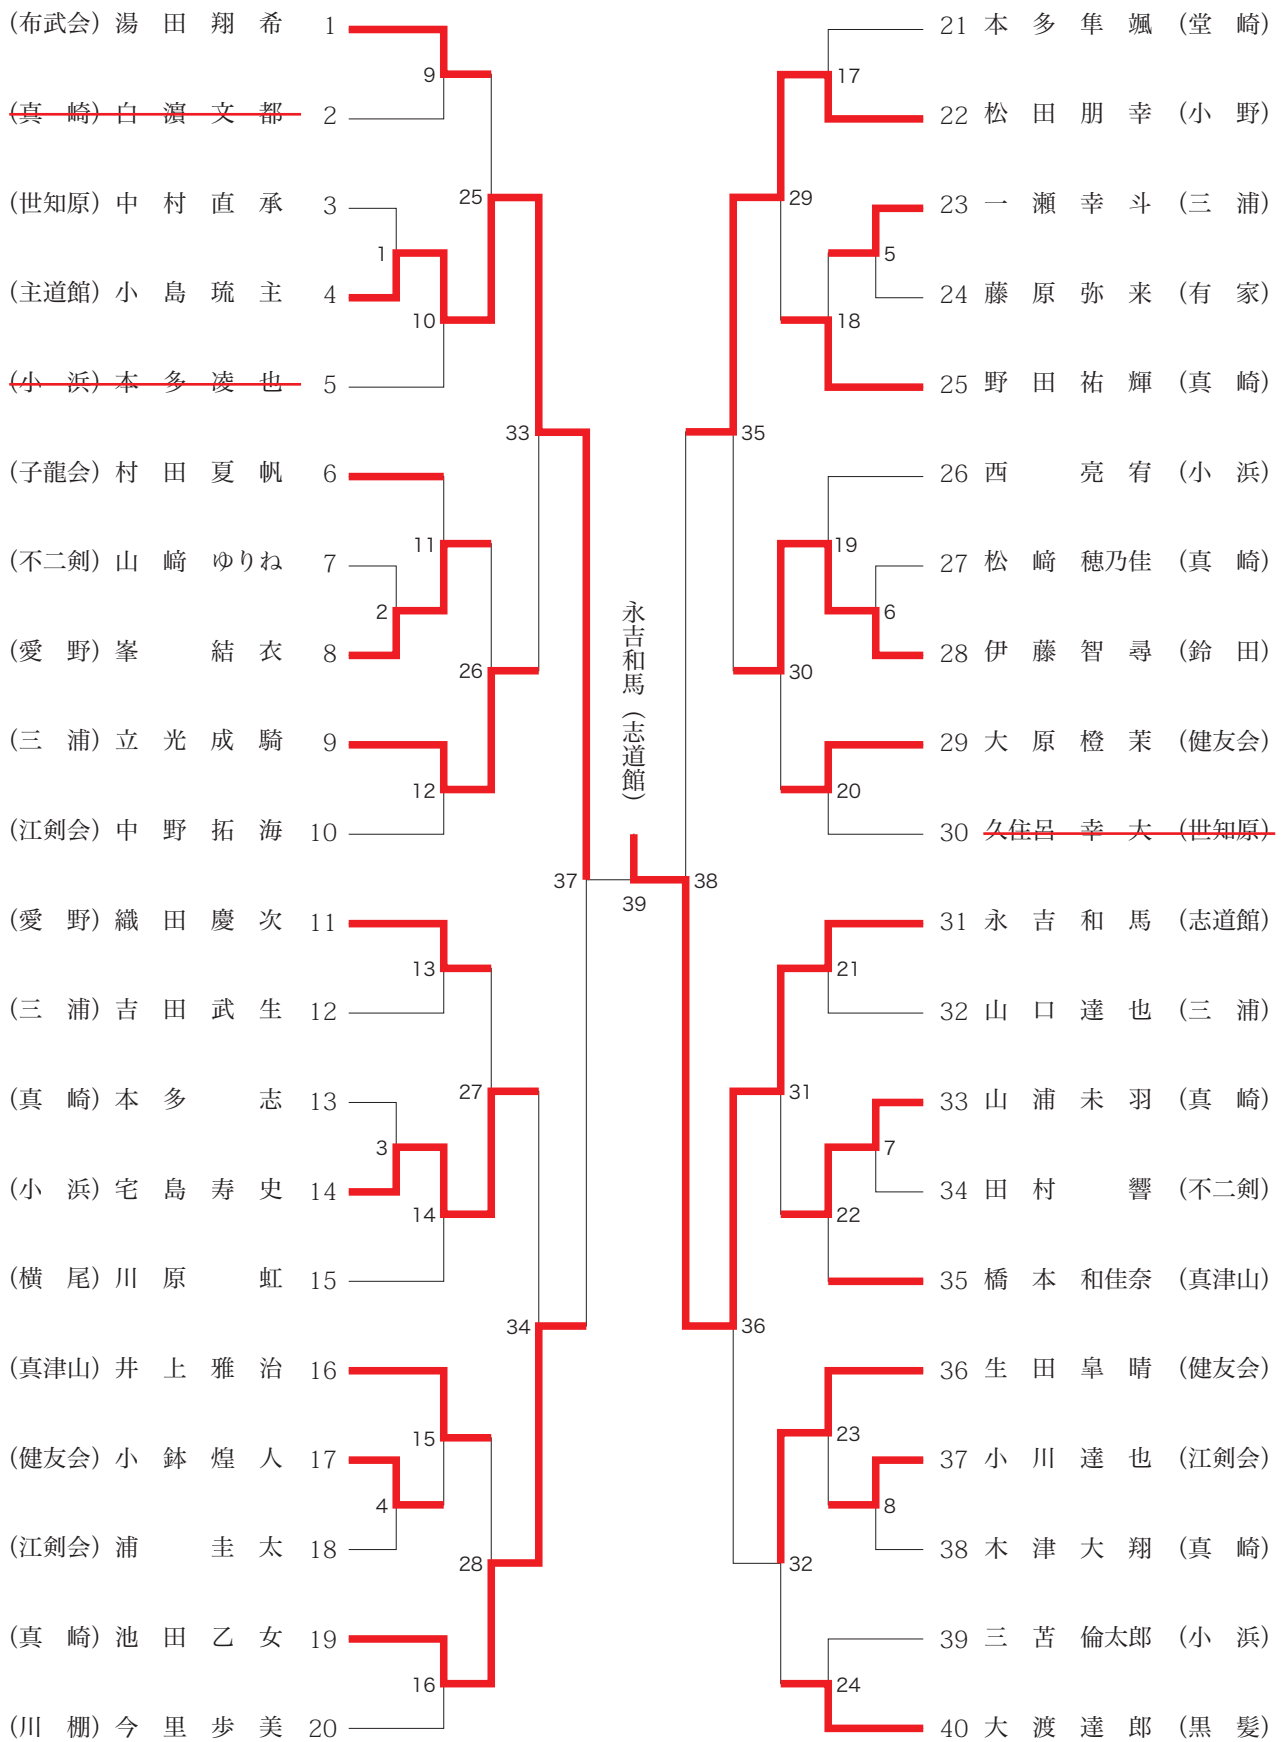 (布武会) 湯田翔希 1
(真崎) 白濵文都 2
(世知原) 中村直承 3
(主道館) 小島琉主 4
(小浜) 本多凌也 5
(子龍会) 村田夏帆 6
(不二剣) 山﨑ゆりね 7
(愛野) 峯結衣 8
(三浦) 立光成騎 9
(江剣会) 中野拓海 10
(愛野) 織田慶次 11
(三浦) 吉田武生 12
(真崎) 本多志 13
(小浜) 宅島寿史 14
(横尾) 川原虹 15
(真津山) 井上雅治 16
(健友会) 小鉢煌人 17
(江剣会) 浦圭太 18
(真崎) 池田乙女 19
(川棚) 今里歩美 20
9
25
1
10
33
11
2
26
12
37
13
27
3
14
34
15
4
28
16
永吉和馬 (志道館)
39
38
17
29
5
18
35
19
6
30
20
21
31
7
22
36
23
8
32
24
21 本多隼颯 (堂崎)
22 松田朋幸 (小野)
23 一瀬幸斗 (三浦)
24 藤原弥来 (有家)
25 野田祐輝 (真崎)
26 西亮宥 (小浜)
27 松﨑穂乃佳 (真崎)
28 伊藤智尋 (鈴田)
29 大原橙茉 (健友会)
30 久住呂幸大 (世知原)
31 永吉和馬 (志道館)
32 山口達也 (三浦)
33 山浦未羽 (真崎)
34 田村響 (不二剣)
35 橋本和佳奈 (真津山)
36 生田皐晴 (健友会)
37 小川達也 (江剣会)
38 木津大翔 (真崎)
39 三苫倫太郎 (小浜)
40 大渡達郎 (黒髪)